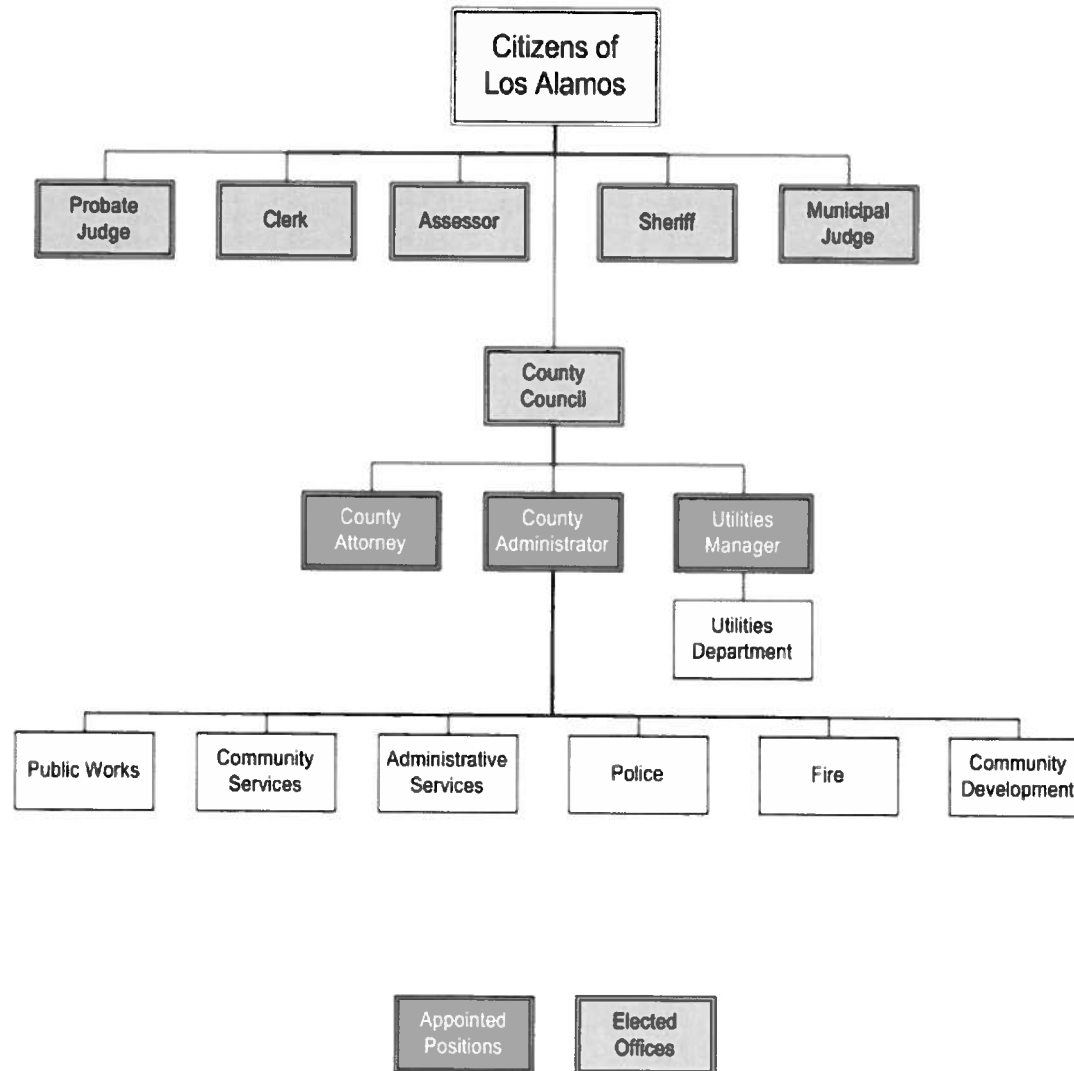 Citizens of
Los Alamos
Probate
Judge
Clerk
Assessor
Sheriff
Municipal
Judge
County
Council
County
Attorney
County
Administrator
Utilities
Manager
Utilities
Department
Public Works
Community
Services
Administrative
Services
Police
Fire
Community
Development
Appointed
Positions
Elected
Offices